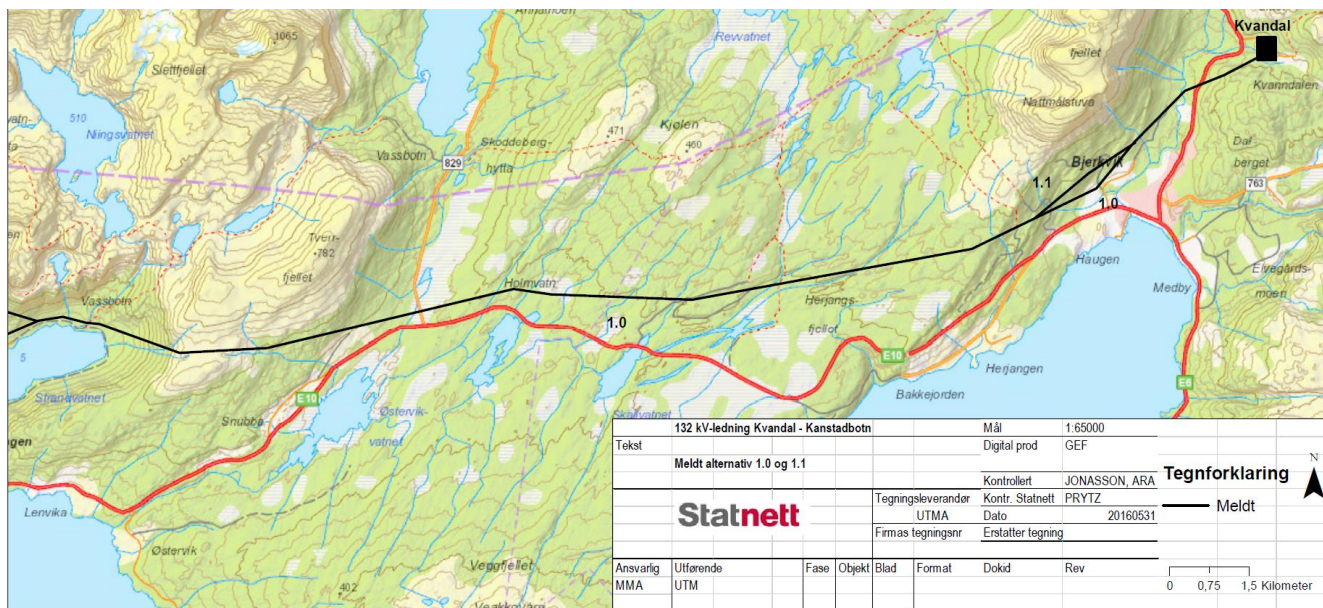 Kvandal
1065
Slettfjellet
Revvatnet
fjellet
Kvanndalen
Nattmålstuva
510
Niingsvatnet
Kjølen
471
460
Skoddeberg-
hytta
Vassbotn
829
Bjerkvik
Dal
berget
763
1.1
1.0
Tverr-
782
fjellet
Haugen
Elvegårds-
moen
Medby
Vassbotn
Holmvatn
1.0
Herjangs-
E10
Herjangen
5
Strandvatnet
E10
Bakkejorden
E6
Snubba-
Østervik-
vatnet
Lenvika
Østervik
402
132 kV-ledning Kvandal - Kanstadbotn
Mål 1:65000
Tekst
Digital prod GEF
Meldt alternativ 1.0 og 1.1
Kontrollert JONASSON, ARA
Statnett
Tegningsleverandør Kontr. Statnett PRYTZ
UTMA Dato 20160531
Firmas tegningsnr Erstatter tegning
Ansvarlig Utførende Fase Objekt Blad Format Dokid Rev
MMA UTM
Tegnforklaring
N
Meldt
0 0,75 1,5 Kilometer